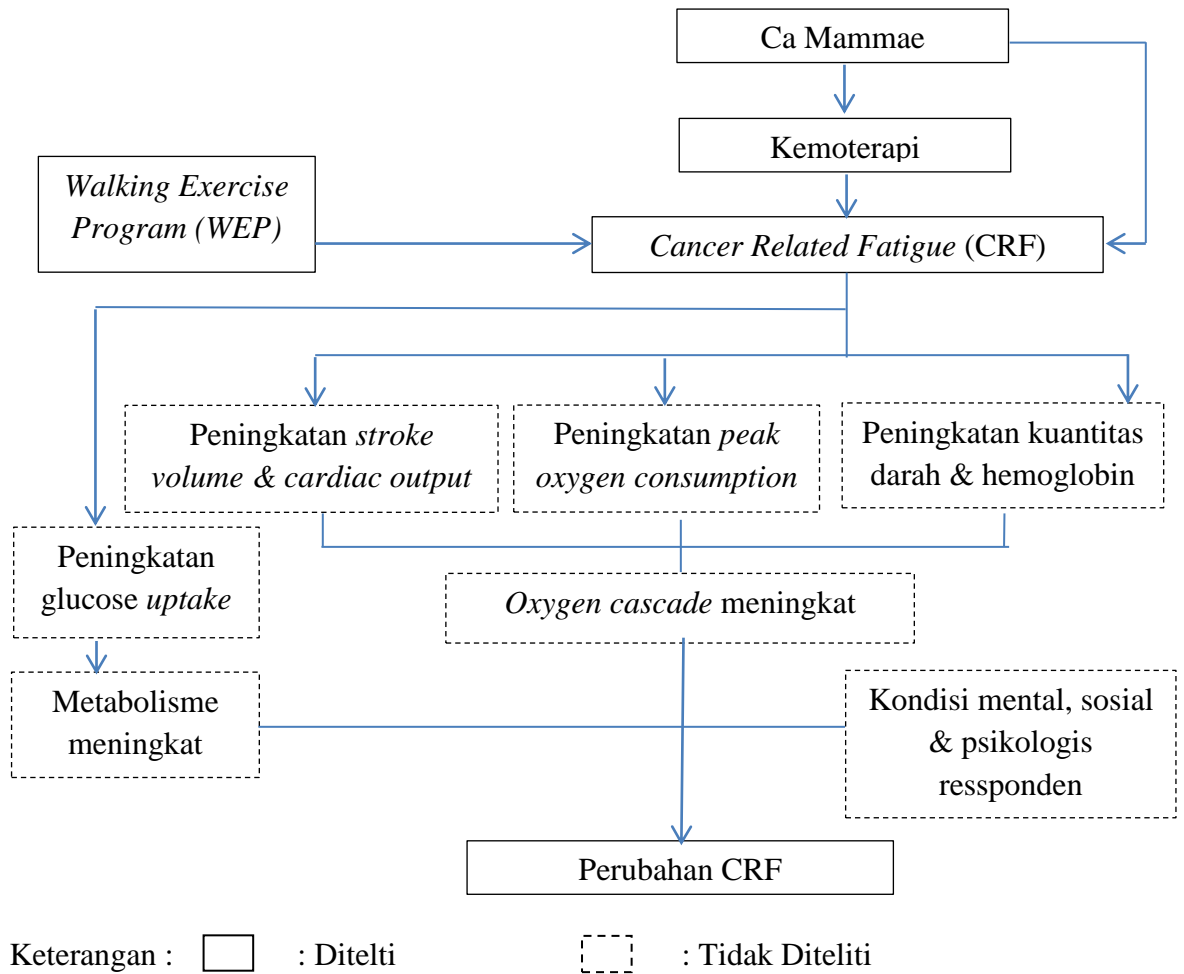 Ca Mammae
Kemoterapi
Walking Exercise
Program (WEP)
Cancer Related Fatigue (CRF)
Peningkatan stroke
volume & cardiac output
Peningkatan peak
oxygen consumption
Peningkatan kuantitas
darah & hemoglobin
Peningkatan
glucose uptake
Oxygen cascade meningkat
Metabolisme
meningkat
Kondisi mental, sosial
& psikologis
ressponden
Perubahan CRF
Keterangan : : Ditelti : Tidak Diteliti